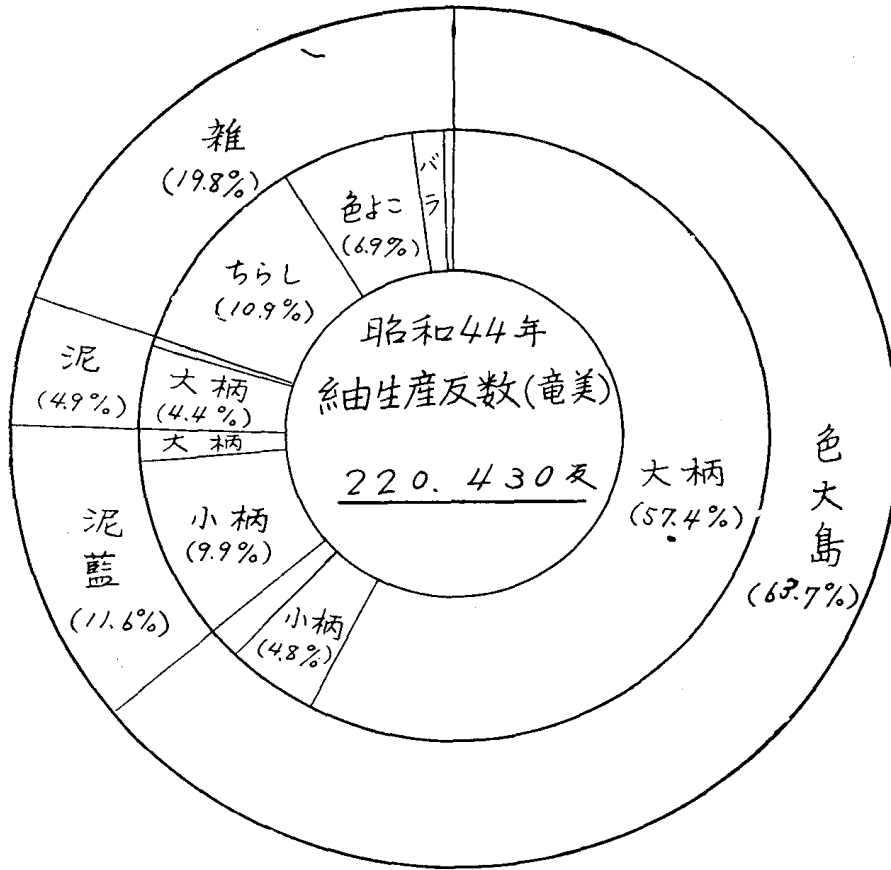 昭和44年
紬生産反数(竜美)
220.430反
色大島
(63.7%)
大柄
(57.4%)
小柄
(4.8%)
泥藍
(11.6%)
小柄
(9.9%)
大柄
泥
(4.9%)
大柄
(4.4%)
雑
(19.8%)
ちらし
(10.9%)
色よこ
(6.9%)
バラ